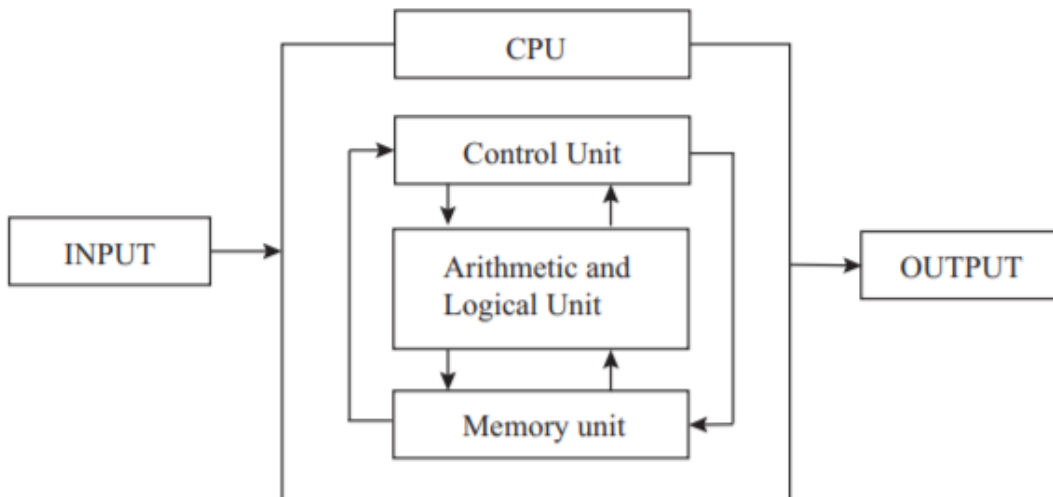 CPU
Control Unit
INPUT
Arithmetic and
Logical Unit
OUTPUT
Memory unit